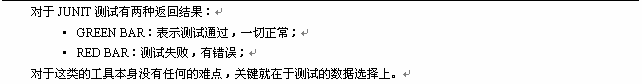 对于 JUNIT 测试有两种返回结果：
• GREEN BAR：表示测试通过，一切正常；
• RED BAR：测试失败，有错误；
对于这类的工具本身没有任何的难点，关键就在于测试的数据选择上。